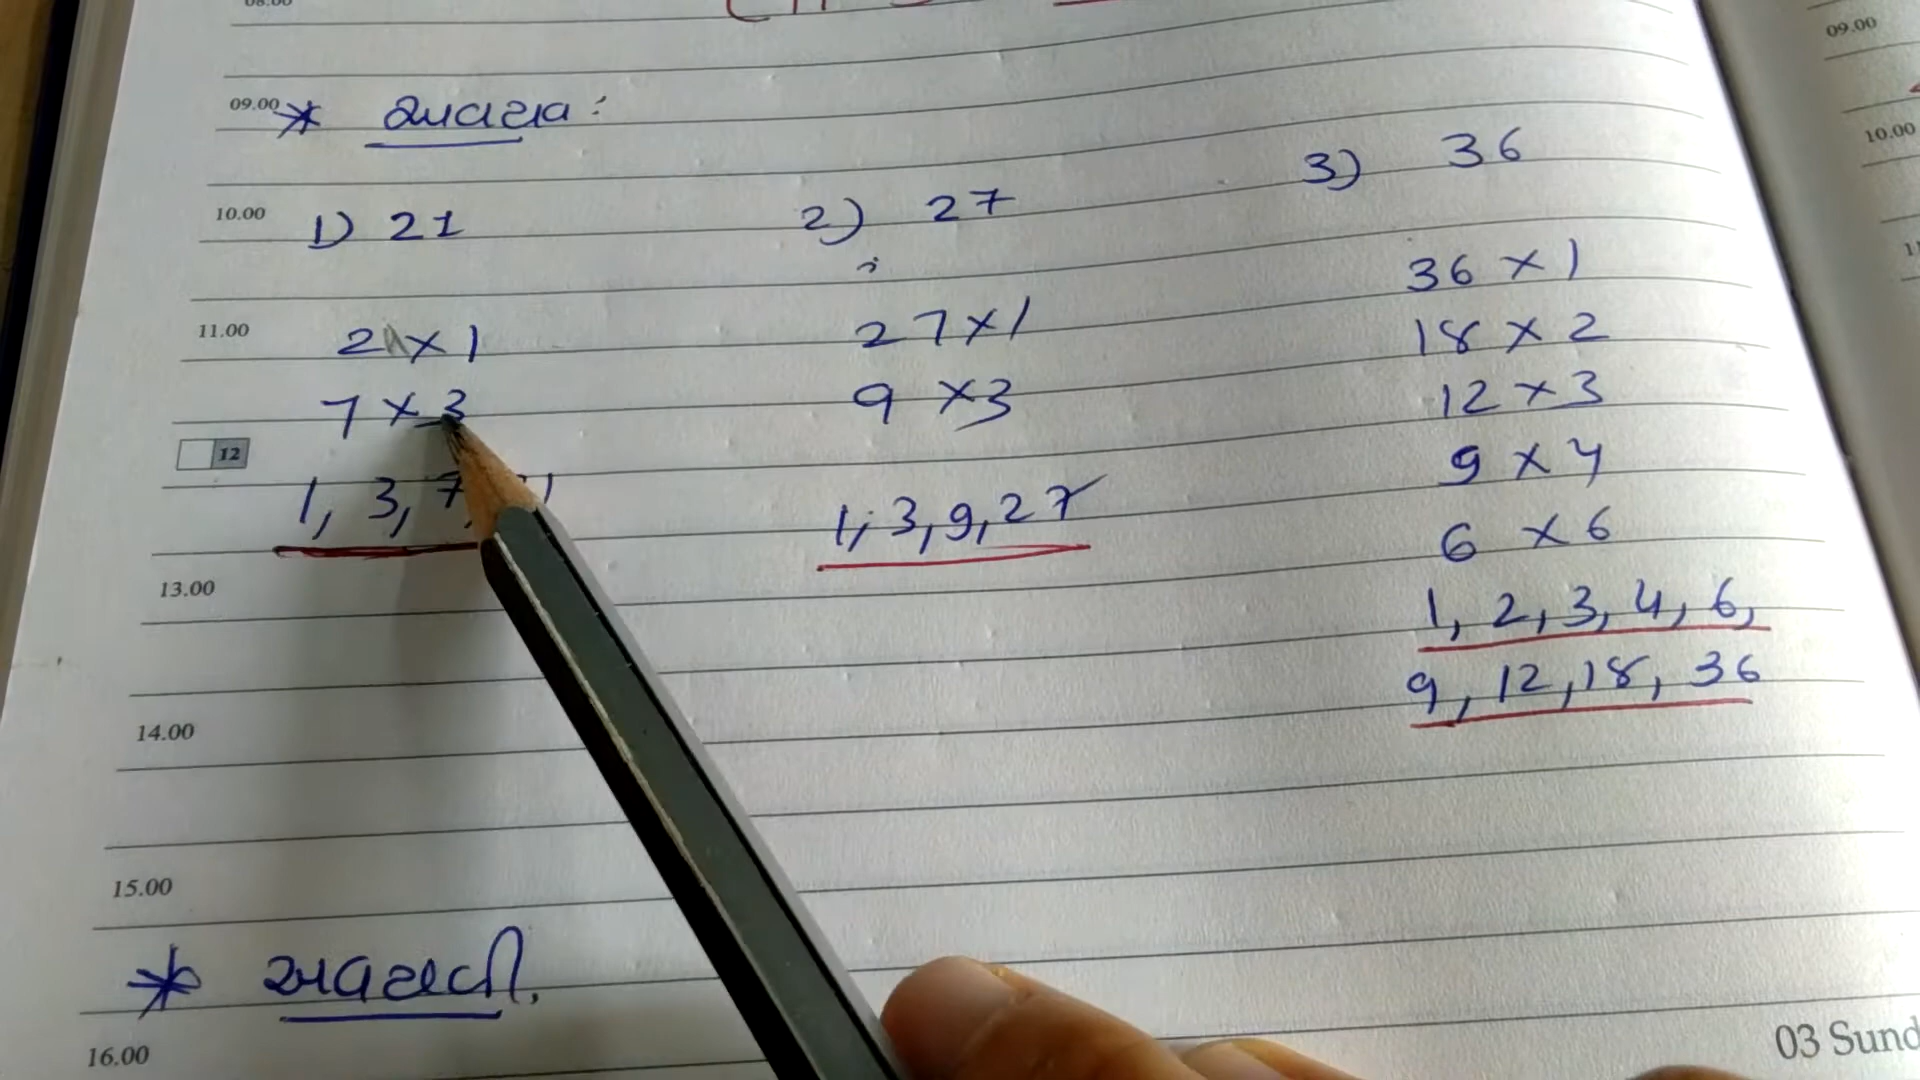 09.00 * અવયવ :
10.00 1) 21
2) 27
3) 36
11.00 21 × 1
7 × 3
12
1, 3, 7,
27 × 1
9 × 3
1, 3, 9, 27
36 × 1
18 × 2
12 × 3
9 × 4
6 × 6
1, 2, 3, 4, 6,
9, 12, 18, 36
13.00
14.00
15.00
* અવયવી.
16.00
03 Sund
09.00
10.00